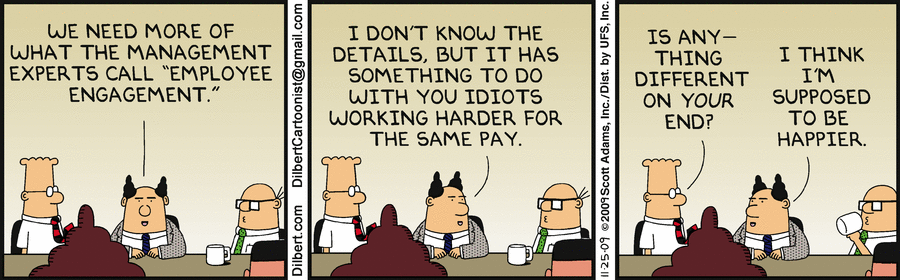 WE NEED MORE OF
WHAT THE MANAGEMENT
EXPERTS CALL “EMPLOYEE
ENGAGEMENT.”
Dilbert.com DilbertCartoonist@gmail.com
I DON'T KNOW THE
DETAILS, BUT IT HAS
SOMETHING TO DO
WITH YOU IDIOTS
WORKING HARDER FOR
THE SAME PAY.
11-25-09 ©2009 Scott Adams, Inc./Dist. by UFS, Inc.
IS ANY—
THING
DIFFERENT
ON YOUR
END?
I THINK
I'M
SUPPOSED
TO BE
HAPPIER.